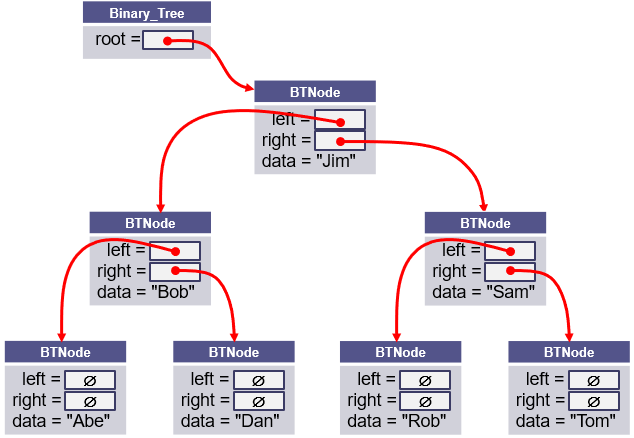 Binary_Tree
root =
BTNode
left =
right =
data = "Jim"
BTNode
left =
right =
data = "Bob"
BTNode
left =
right =
data = "Sam"
BTNode
left = ∅
right = ∅
data = "Abe"
BTNode
left = ∅
right = ∅
data = "Dan"
BTNode
left = ∅
right = ∅
data = "Rob"
BTNode
left = ∅
right = ∅
data = "Tom"